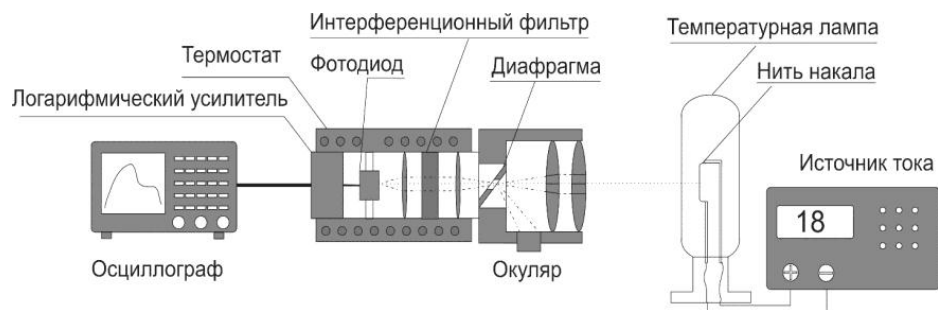 Интерференционный фильтр
Температурная лампа
Термостат
Фотодиод
Диафрагма
Нить накала
Логарифмический усилитель
Источник тока
18
Осциллограф
Окуляр